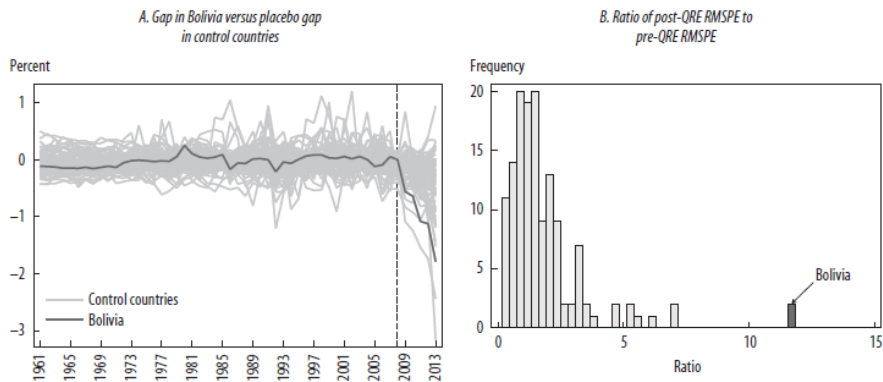 A. Gap in Bolivia versus placebo gap
in control countries
Percent
1
0
−1
−2
−3
Control countries
Bolivia
1961
1965
1969
1973
1977
1981
1985
1989
1993
1997
2001
2005
2009
2013
B. Ratio of post-QRE RMSPE to
pre-QRE RMSPE
Frequency
20
15
10
5
0
Bolivia
0
5
10
15
Ratio